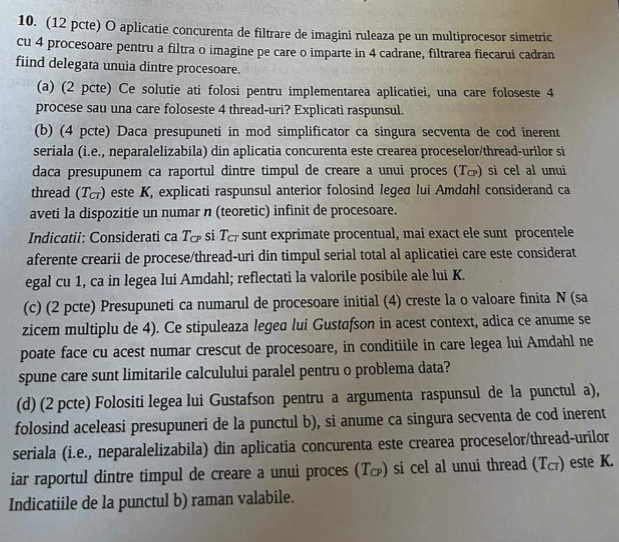 10. (12 pcte) O aplicatie concurenta de filtrare de imagini ruleaza pe un multiprocesor simetric
cu 4 procesoare pentru a filtra o imagine pe care o imparte in 4 cadrane, filtrarea fiecarui cadran
fiind delegata unuia dintre procesoare.
(a) (2 pcte) Ce solutie ati folosi pentru implementarea aplicatiei, una care foloseste 4
procese sau una care foloseste 4 thread-uri? Explicati raspunsul.
(b) (4 pcte) Daca presupuneti in mod simplificator ca singura secventa de cod inerent
seriala (i.e., neparalelizabila) din aplicatia concurenta este crearea proceselor/thread-urilor si
daca presupunem ca raportul dintre timpul de creare a unui proces (TCP) si cel al unui
thread (TCT) este K, explicati raspunsul anterior folosind legea lui Amdahl considerand ca
aveti la dispozitie un numar n (teoretic) infinit de procesoare.
Indicatii: Considerati ca TCP si TCT sunt exprimate procentual, mai exact ele sunt procentele
aferente crearii de procese/thread-uri din timpul serial total al aplicatiei care este considerat
egal cu 1, ca in legea lui Amdahl; reflectati la valorile posibile ale lui K.
(c) (2 pcte) Presupuneti ca numarul de procesoare initial (4) creste la o valoare finita N (sa
zicem multiplu de 4). Ce stipuleaza legea lui Gustafson in acest context, adica ce anume se
poate face cu acest numar crescut de procesoare, in conditiile in care legea lui Amdahl ne
spune care sunt limitarile calculului paralel pentru o problema data?
(d) (2 pcte) Folositi legea lui Gustafson pentru a argumenta raspunsul de la punctul a),
folosind aceleasi presupuneri de la punctul b), si anume ca singura secventa de cod inerent
seriala (i.e., neparalelizabila) din aplicatia concurenta este crearea proceselor/thread-urilor
iar raportul dintre timpul de creare a unui proces (TCP) si cel al unui thread (TCT) este K.
Indicatiile de la punctul b) raman valabile.